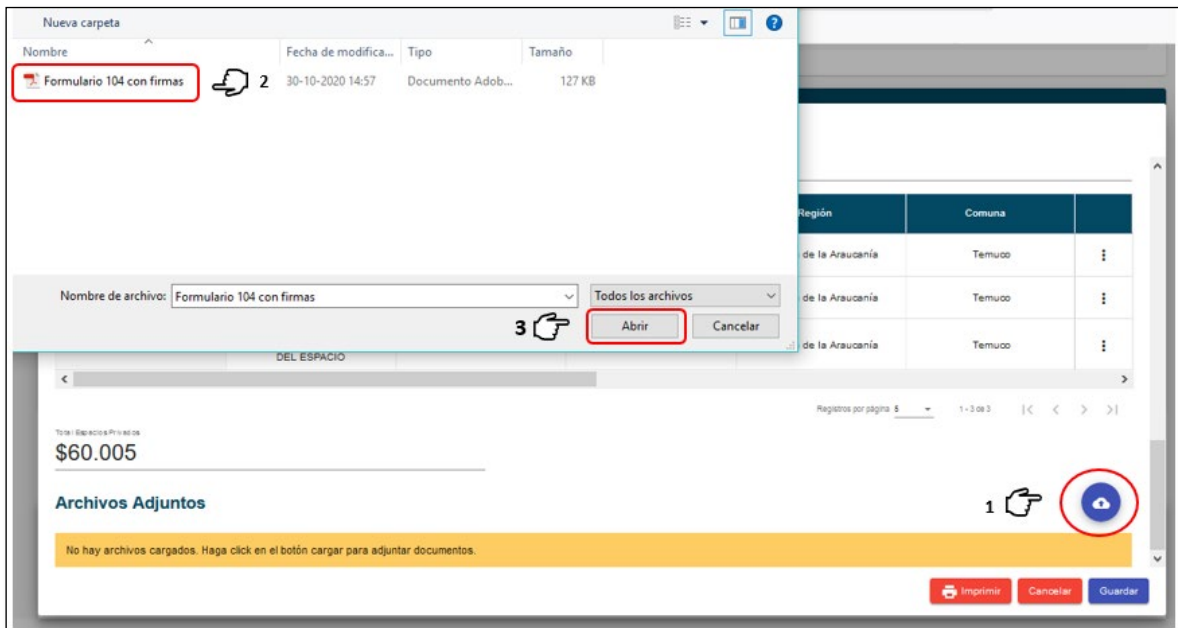 Nueva carpeta
Nombre Fecha de modifica... Tipo Tamaño
Formulario 104 con firmas 2 30-10-2020 14:57 Documento Adob... 127 KB
Región Comuna
de la Araucanía Temuco
Nombre de archivo: Formulario 104 con firmas Todos los archivos
de la Araucanía Temuco
3 Abrir Cancelar
de la Araucanía Temuco
DEL ESPACIO
Registros por página 5 1 - 3 de 3
Total Espacios Privados
$60.005
Archivos Adjuntos 1
No hay archivos cargados. Haga click en el botón cargar para adjuntar documentos.
Imprimir Cancelar Guardar